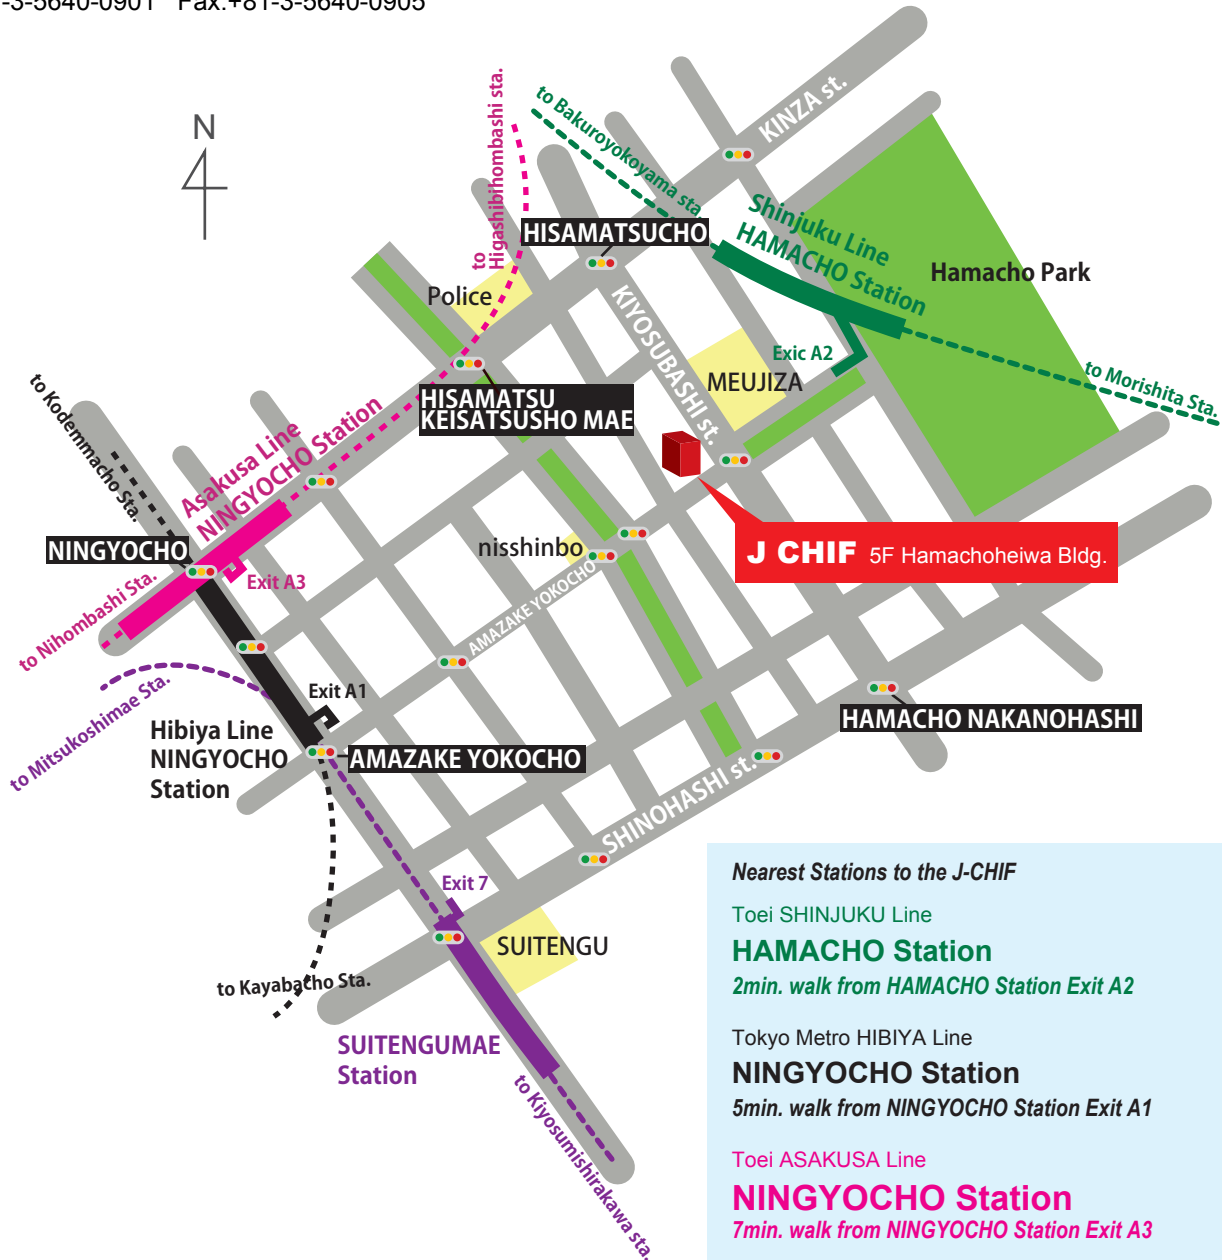 -3-5640-0901 Fax.+81-3-5640-0905
N
to
Higashibihombashi sta.
to Bakuroyokoyama sta.
KINZA st.
HISAMATSUCHO
Shinjuku Line
HAMACHO Station
Hamacho Park
Police
KIYOSUBASHI st.
Exic A2
MEUJIZA
to Morishita Sta.
HISAMATSU
KEISATSUSHO MAE
to Kodemmacho Sta.
Asakusa Line
NINGYOCHO Station
NINGYOCHO
nisshinbo
J CHIF 5F Hamachoheiwa Bldg.
Exit A3
to Nihombashi Sta.
AMAZAKE YOKOCHO
to Mitsukoshimae Sta.
Exit A1
Hibiya Line
NINGYOCHO
Station
AMAZAKE YOKOCHO
HAMACHO NAKANOHASHI
SHINOHASHI st.
Exit 7
SUITENGU
to Kayabacho Sta.
SUITENGUMAE
Station
to Kiyosumishirakawa sta.
Nearest Stations to the J-CHIF
Toei SHINJUKU Line
HAMACHO Station
2min. walk from HAMACHO Station Exit A2
Tokyo Metro HIBIYA Line
NINGYOCHO Station
5min. walk from NINGYOCHO Station Exit A1
Toei ASAKUSA Line
NINGYOCHO Station
7min. walk from NINGYOCHO Station Exit A3